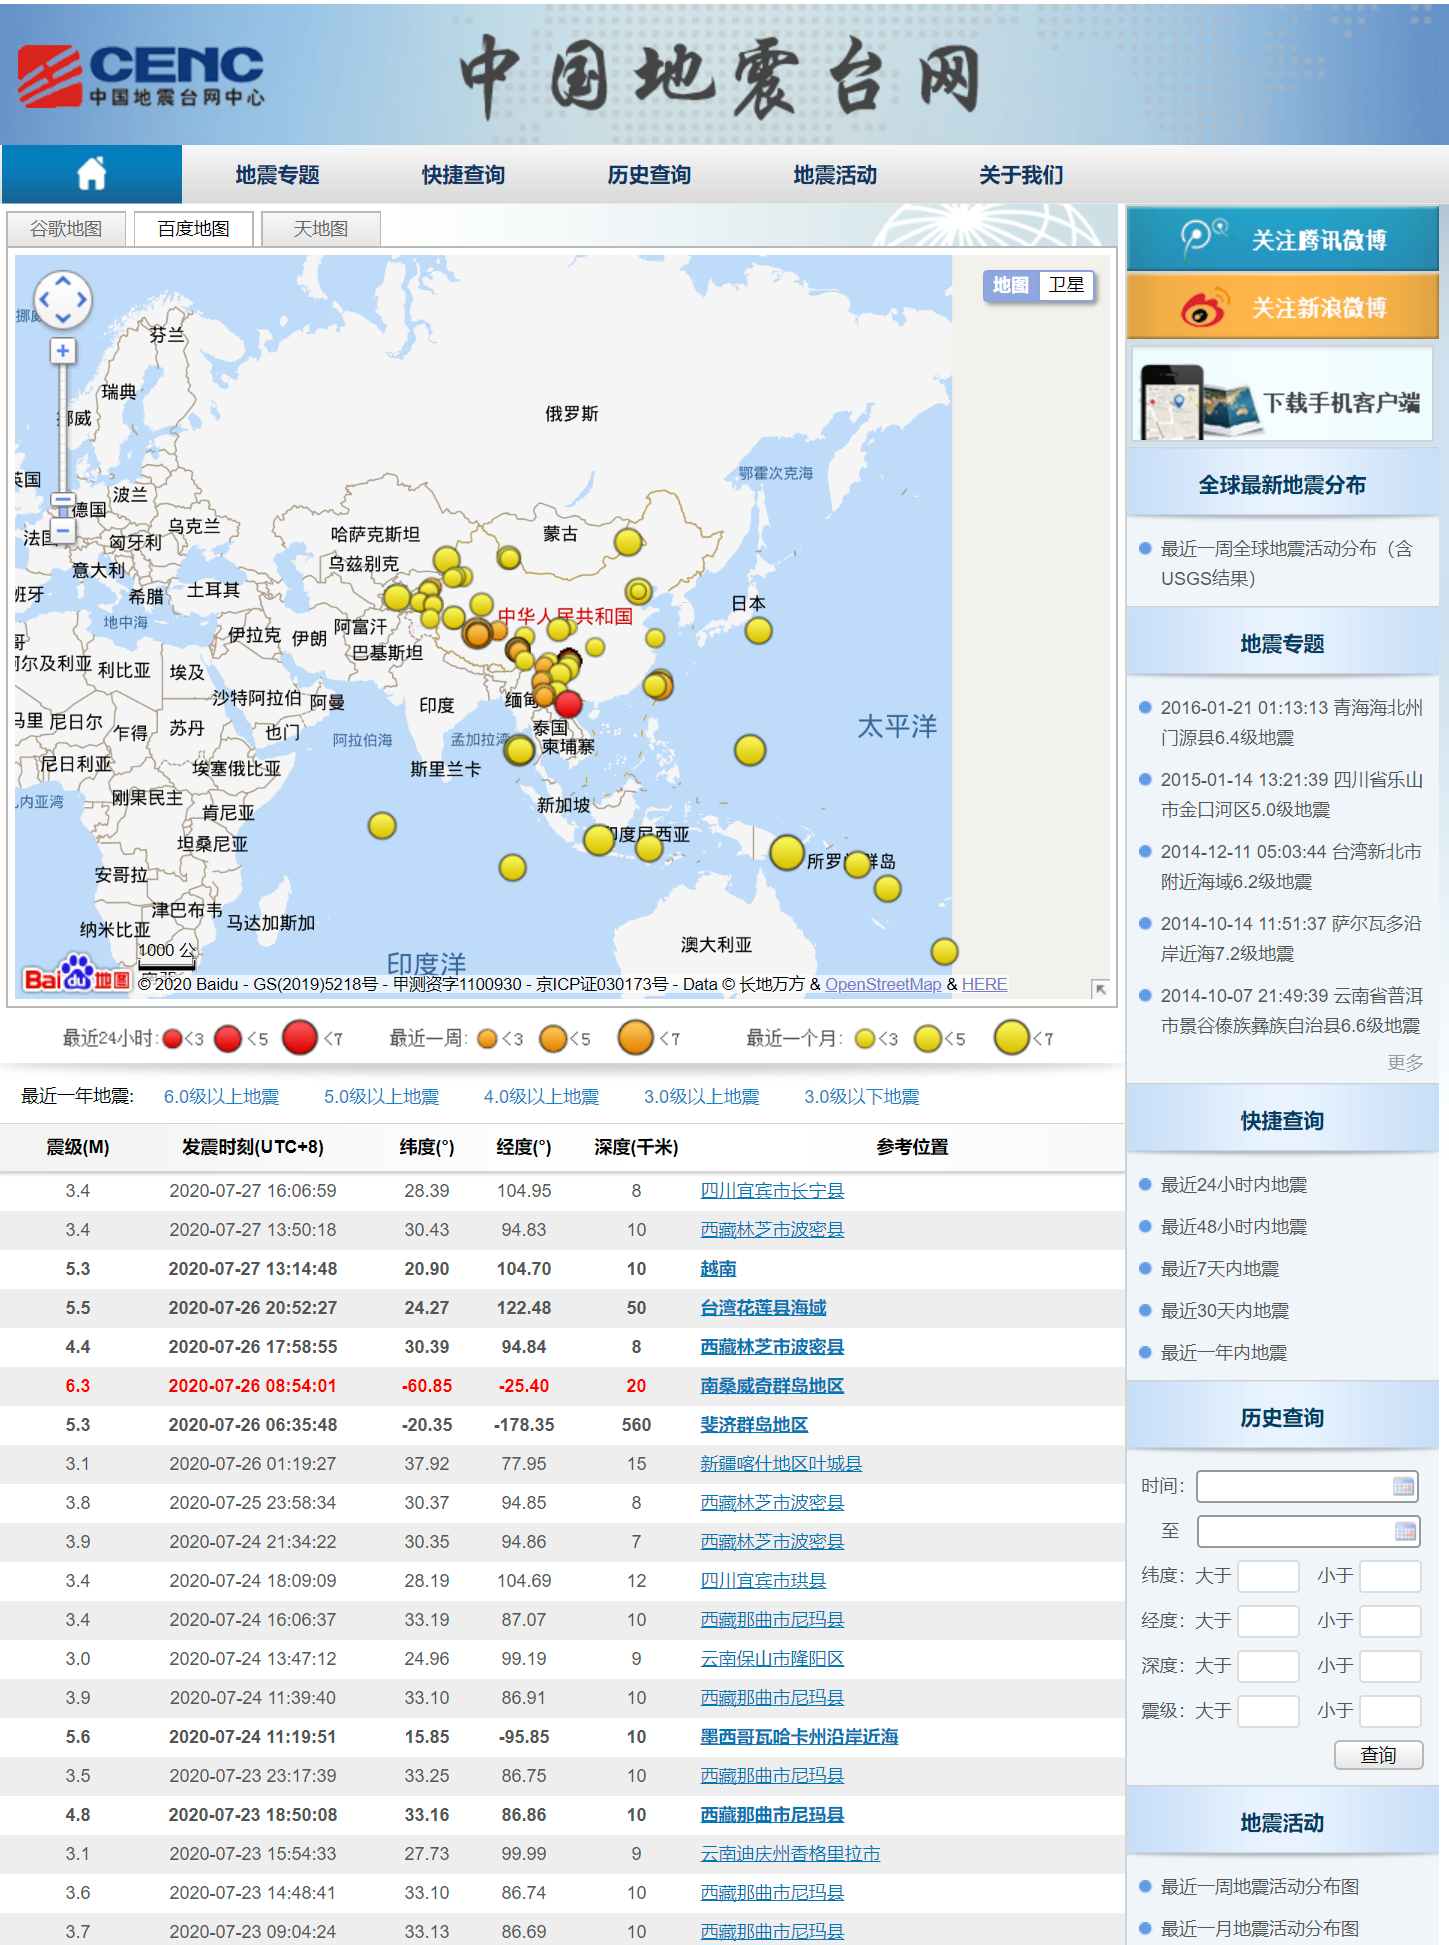 CENC
中国地震台网中心
中国地震台网
地震专题 快捷查询 历史查询 地震活动 关于我们
谷歌地图 百度地图 天地图
地图 卫星
芬兰
瑞典
俄罗斯
鄂霍次克海
英国
波兰
德国
乌克兰
法国
匈牙利
哈萨克斯坦
蒙古
意大利
乌兹别克
希腊
土耳其
中华人民共和国
日本
地中海
伊拉克 伊朗 阿富汗
巴基斯坦
利比亚 埃及
沙特阿拉伯 阿曼
印度
缅甸
尼日尔 乍得 苏丹
也门
阿拉伯海
孟加拉湾
泰国
柬埔寨
太平洋
尼日利亚
埃塞俄比亚
斯里兰卡
刚果民主
肯尼亚
新加坡
坦桑尼亚
印度尼西亚
安哥拉
所罗门群岛
津巴布韦
马达加斯加
纳米比亚
澳大利亚
印度洋
1000 公
Bai 地图
© 2020 Baidu - GS(2019)5218号 - 甲测资字1100930 - 京ICP证030173号 - Data © 长地万方 & OpenStreetMap & HERE
最近24小时: <3 <5 <7 最近一周: <3 <5 <7 最近一个月: <3 <5 <7
最近一年地震: 6.0级以上地震 5.0级以上地震 4.0级以上地震 3.0级以上地震 3.0级以下地震
震级(M) 发震时刻(UTC+8) 纬度(°) 经度(°) 深度(千米) 参考位置
3.4 2020-07-27 16:06:59 28.39 104.95 8 四川宜宾市长宁县
3.4 2020-07-27 13:50:18 30.43 94.83 10 西藏林芝市波密县
5.3 2020-07-27 13:14:48 20.90 104.70 10 越南
5.5 2020-07-26 20:52:27 24.27 122.48 50 台湾花莲县海域
4.4 2020-07-26 17:58:55 30.39 94.84 8 西藏林芝市波密县
6.3 2020-07-26 08:54:01 -60.85 -25.40 20 南桑威奇群岛地区
5.3 2020-07-26 06:35:48 -20.35 -178.35 560 斐济群岛地区
3.1 2020-07-26 01:19:27 37.92 77.95 15 新疆喀什地区叶城县
3.8 2020-07-25 23:58:34 30.37 94.85 8 西藏林芝市波密县
3.9 2020-07-24 21:34:22 30.35 94.86 7 西藏林芝市波密县
3.4 2020-07-24 18:09:09 28.19 104.69 12 四川宜宾市珙县
3.4 2020-07-24 16:06:37 33.19 87.07 10 西藏那曲市尼玛县
3.0 2020-07-24 13:47:12 24.96 99.19 9 云南保山市隆阳区
3.9 2020-07-24 11:39:40 33.10 86.91 10 西藏那曲市尼玛县
5.6 2020-07-24 11:19:51 15.85 -95.85 10 墨西哥瓦哈卡州沿岸近海
3.5 2020-07-23 23:17:39 33.25 86.75 10 西藏那曲市尼玛县
4.8 2020-07-23 18:50:08 33.16 86.86 10 西藏那曲市尼玛县
3.1 2020-07-23 15:54:33 27.73 99.99 9 云南迪庆州香格里拉市
3.6 2020-07-23 14:48:41 33.10 86.74 10 西藏那曲市尼玛县
3.7 2020-07-23 09:04:24 33.13 86.69 10 西藏那曲市尼玛县
关注腾讯微博
关注新浪微博
下载手机客户端
全球最新地震分布
最近一周全球地震活动分布（含
USGS结果）
地震专题
2016-01-21 01:13:13 青海海北州
门源县6.4级地震
2015-01-14 13:21:39 四川省乐山
市金口河区5.0级地震
2014-12-11 05:03:44 台湾新北市
附近海域6.2级地震
2014-10-14 11:51:37 萨尔瓦多沿
岸近海7.2级地震
2014-10-07 21:49:39 云南省普洱
市景谷傣族彝族自治县6.6级地震
更多
快捷查询
最近24小时内地震
最近48小时内地震
最近7天内地震
最近30天内地震
最近一年内地震
历史查询
时间:
至
纬度: 大于 小于
经度: 大于 小于
深度: 大于 小于
震级: 大于 小于
查询
地震活动
最近一周地震活动分布图
最近一月地震活动分布图